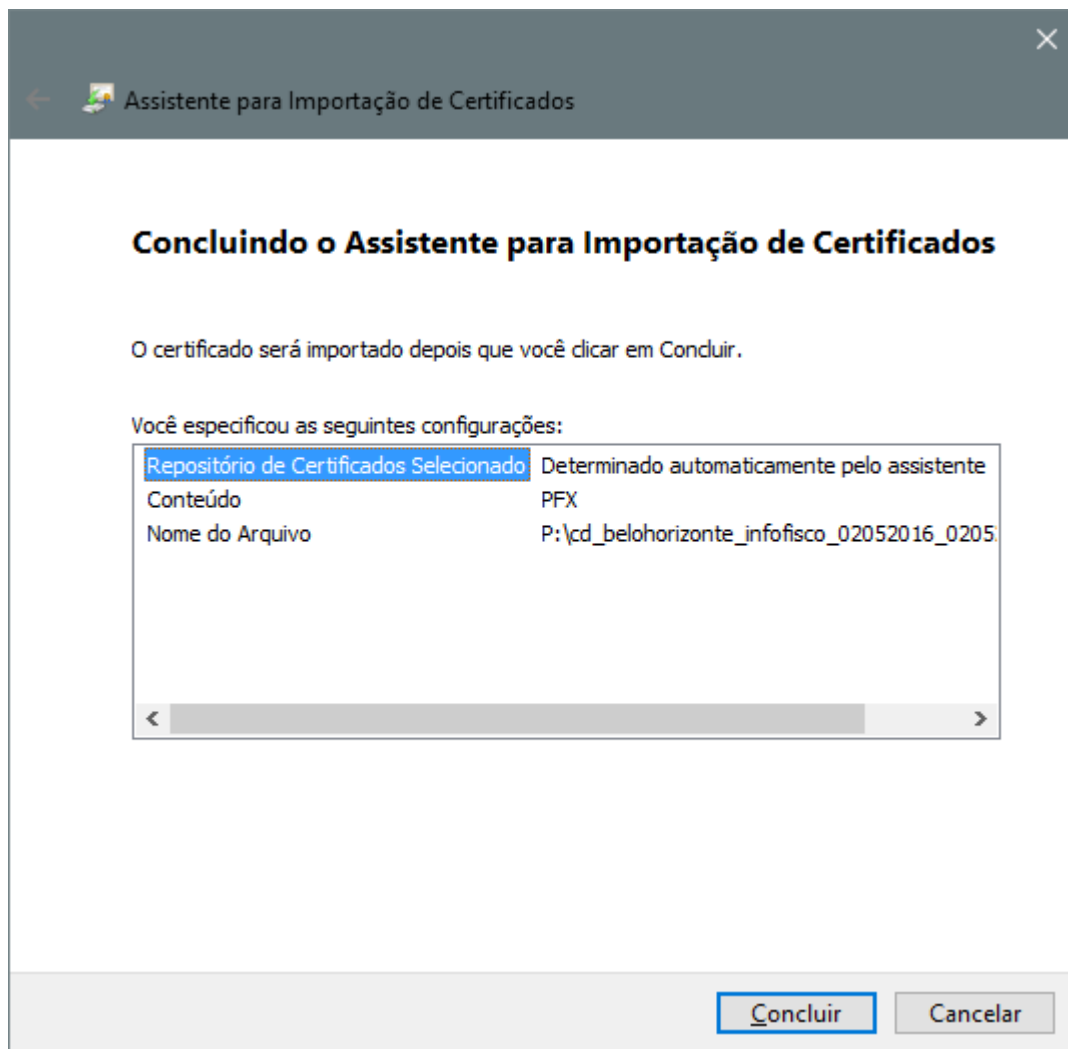 Assistente para Importação de Certificados
Concluindo o Assistente para Importação de Certificados
O certificado será importado depois que você clicar em Concluir.
Você especificou as seguintes configurações:
Repositório de Certificados Selecionado Determinado automaticamente pelo assistente
Conteúdo PFX
Nome do Arquivo P:\cd_belohorizonte_infofisco_02052016_0205
Concluir Cancelar